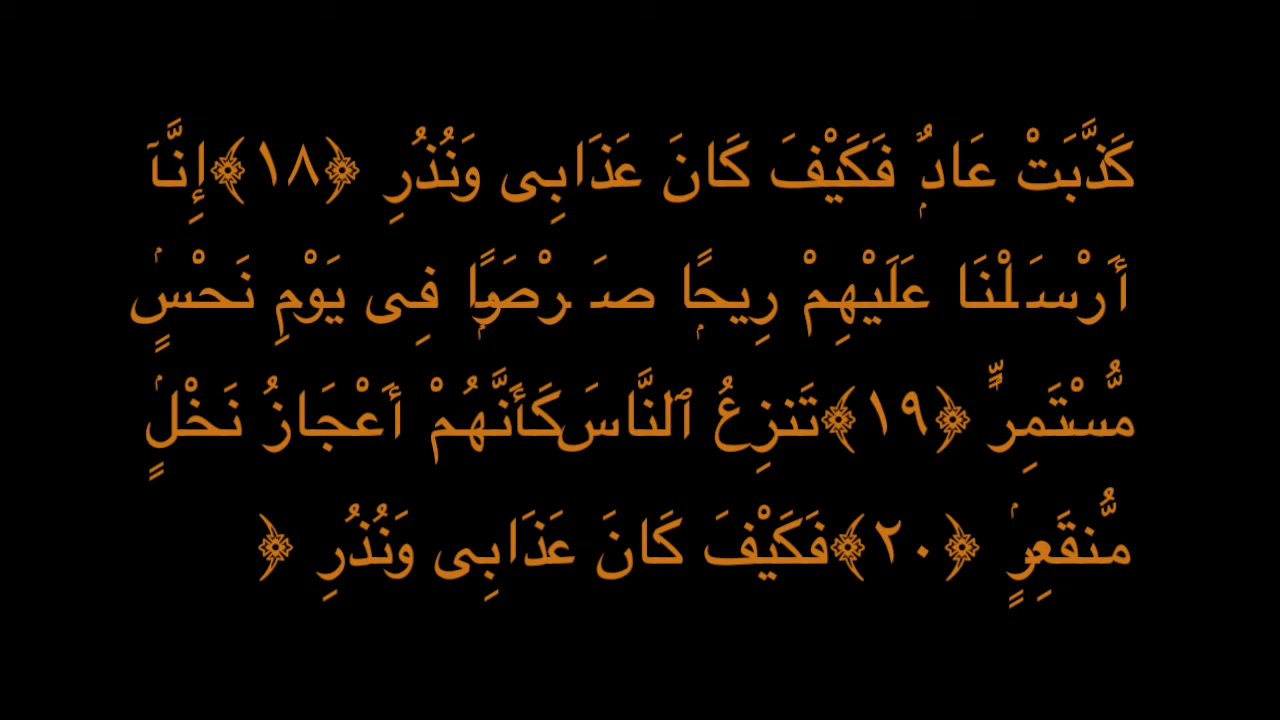 كَذَّبَتْ عَادٌۭ فَكَيْفَ كَانَ عَذَابِى وَنُذُرِ ﴿١٨﴾إِنَّآ
أَرْسَلْنَا عَلَيْهِمْ رِيحًۭا صَرْصَرًۭا فِى يَوْمِ نَحْسٍۢ
مُّسْتَمِرٍّۢ ﴿١٩﴾تَنزِعُ ٱلنَّاسَ كَأَنَّهُمْ أَعْجَازُ نَخْلٍۢ
مُّنقَعِرٍۢ ﴿٢٠﴾فَكَيْفَ كَانَ عَذَابِى وَنُذُرِ ﴿